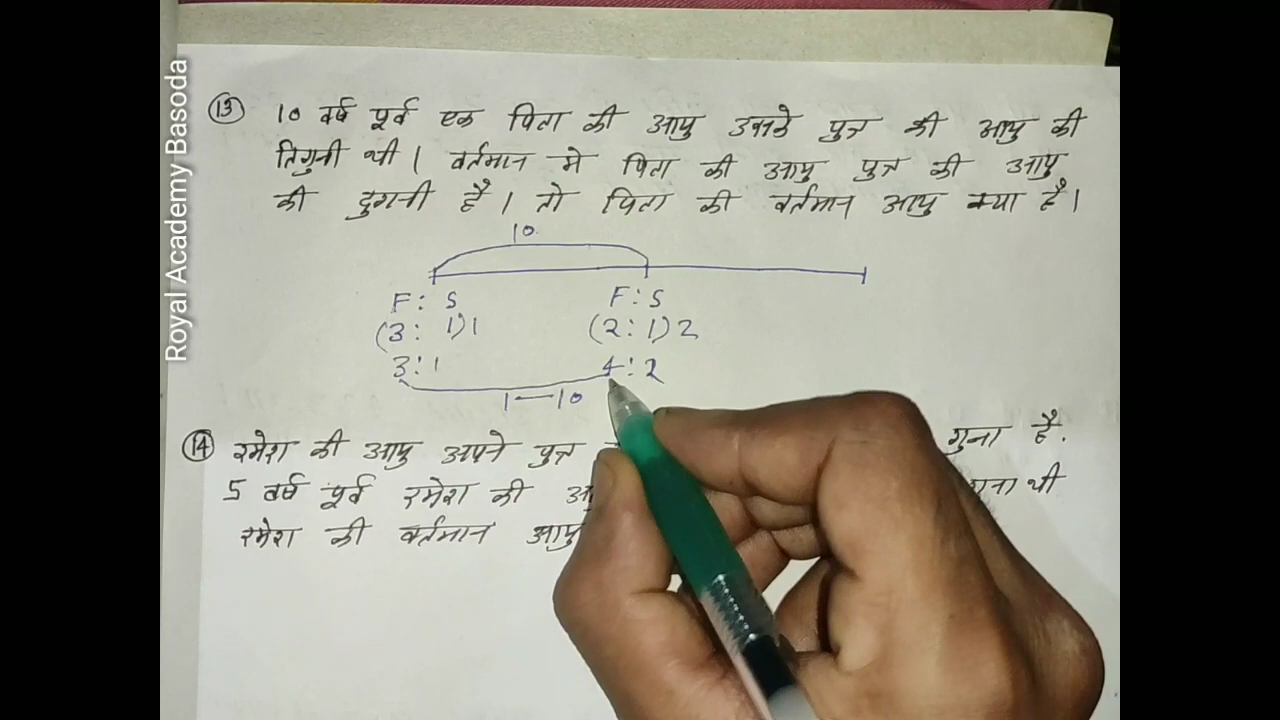 Royal Academy Basoda
(13) 10 वर्ष पूर्व एक पिता की आयु उसके पुत्र की आयु की
तिगुनी थी। वर्तमान मे पिता की आयु पुत्र की आयु
की दुगनी है। तो पिता की वर्तमान आयु क्या है।
10
F: S F: S
(3: 1)1 (2: 1)2
3:1 4:2
1—10
(14) रमेश की आयु अपने पुत्र गुना है.
5 वर्ष पूर्व रमेश की थी
रमेश की वर्तमान आयु